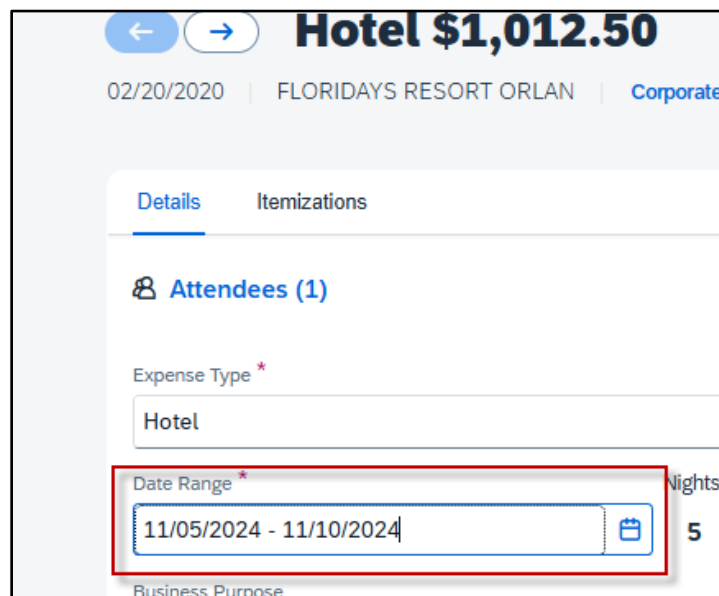 Hotel $1,012.50
02/20/2020 FLORIDAYS RESORT ORLAN Corporate
Details Itemizations
Attendees (1)
Expense Type *
Hotel
Date Range * Nights
11/05/2024 - 11/10/2024 5
Business Purpose